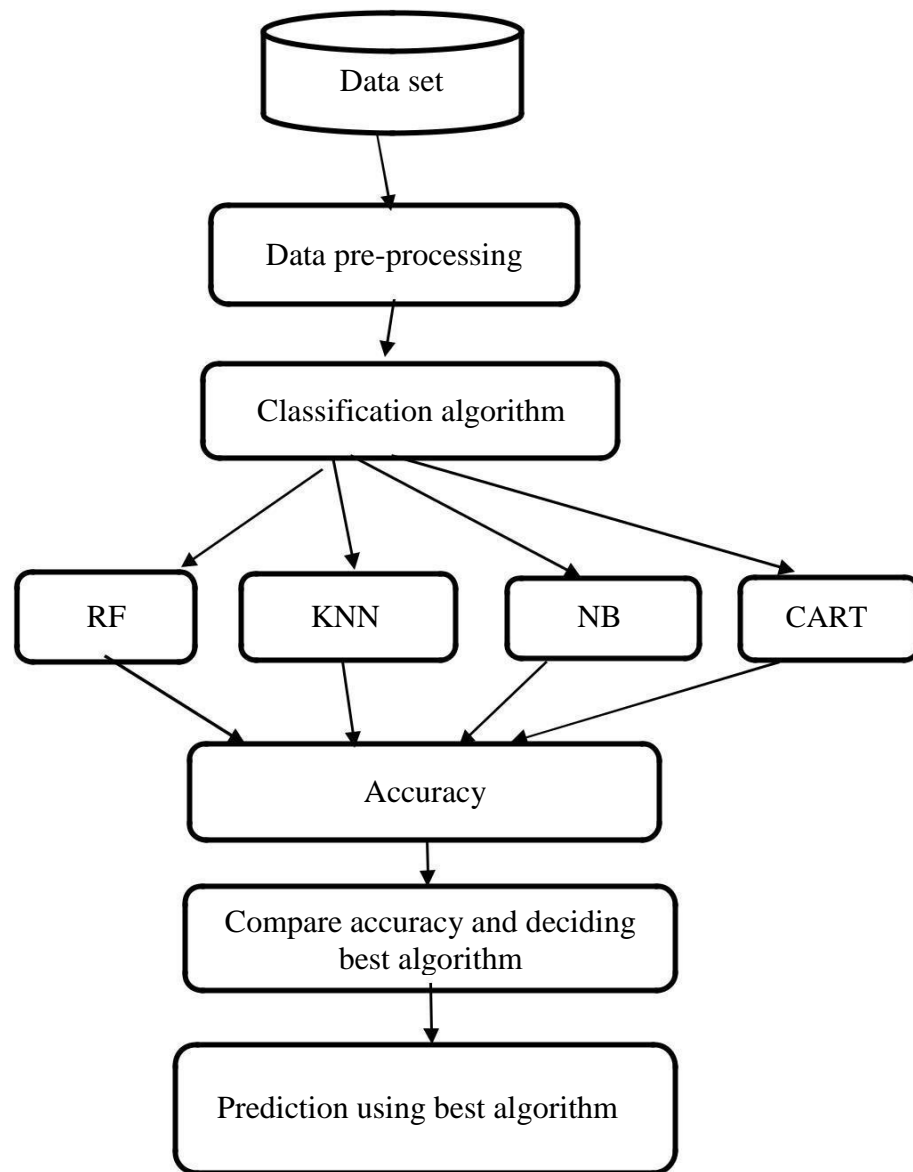 Data set
Data pre-processing
Classification algorithm
RF
KNN
NB
CART
Accuracy
Compare accuracy and deciding
best algorithm
Prediction using best algorithm